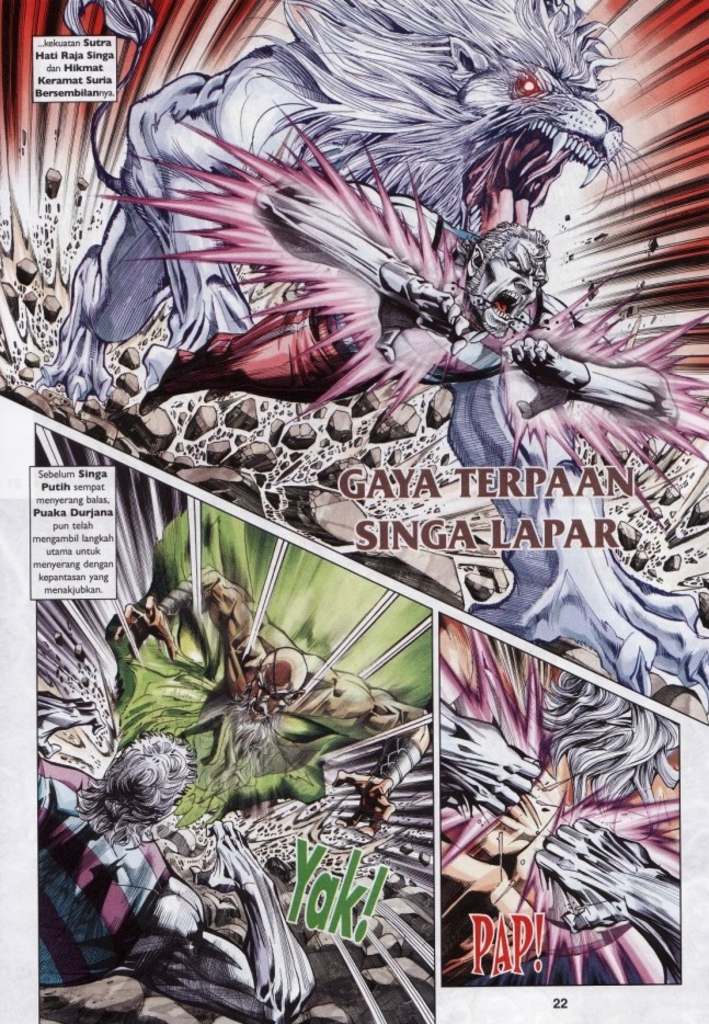 ...kekuatan Sutra
Hati Raja Singa
dan Hikmat
Keramat Suria
Bersembilannya.
GAYA TERPAAN
SINGA LAPAR
Sebelum Singa
Putih sempat
menyerang balas,
Puaka Durjana
pun telah
mengambil langkah
utama untuk
menyerang dengan
kepantasan yang
menakjubkan.
Yak!
PAP!
22